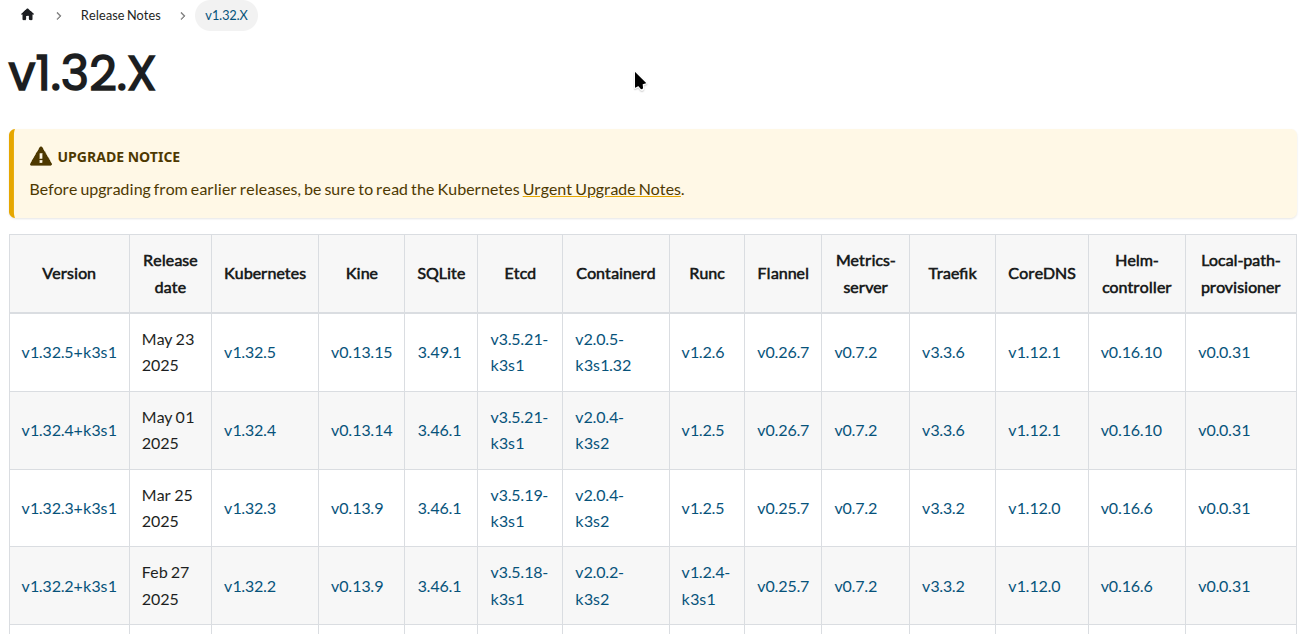 Release Notes v1.32.X
v1.32.X
UPGRADE NOTICE
Before upgrading from earlier releases, be sure to read the Kubernetes Urgent Upgrade Notes.
Version Release date Kubernetes Kine SQLite Etcd Containerd Runc Flannel Metrics-server Traefik CoreDNS Helm-controller Local-path-provisioner
v1.32.5+k3s1 May 23 2025 v1.32.5 v0.13.15 3.49.1 v3.5.21-k3s1 v2.0.5-k3s1.32 v1.2.6 v0.26.7 v0.7.2 v3.3.6 v1.12.1 v0.16.10 v0.0.31
v1.32.4+k3s1 May 01 2025 v1.32.4 v0.13.14 3.46.1 v3.5.21-k3s1 v2.0.4-k3s2 v1.2.5 v0.26.7 v0.7.2 v3.3.6 v1.12.1 v0.16.10 v0.0.31
v1.32.3+k3s1 Mar 25 2025 v1.32.3 v0.13.9 3.46.1 v3.5.19-k3s1 v2.0.4-k3s2 v1.2.5 v0.25.7 v0.7.2 v3.3.2 v1.12.0 v0.16.6 v0.0.31
v1.32.2+k3s1 Feb 27 2025 v1.32.2 v0.13.9 3.46.1 v3.5.18-k3s1 v2.0.2-k3s2 v1.2.4-k3s1 v0.25.7 v0.7.2 v3.3.2 v1.12.0 v0.16.6 v0.0.31